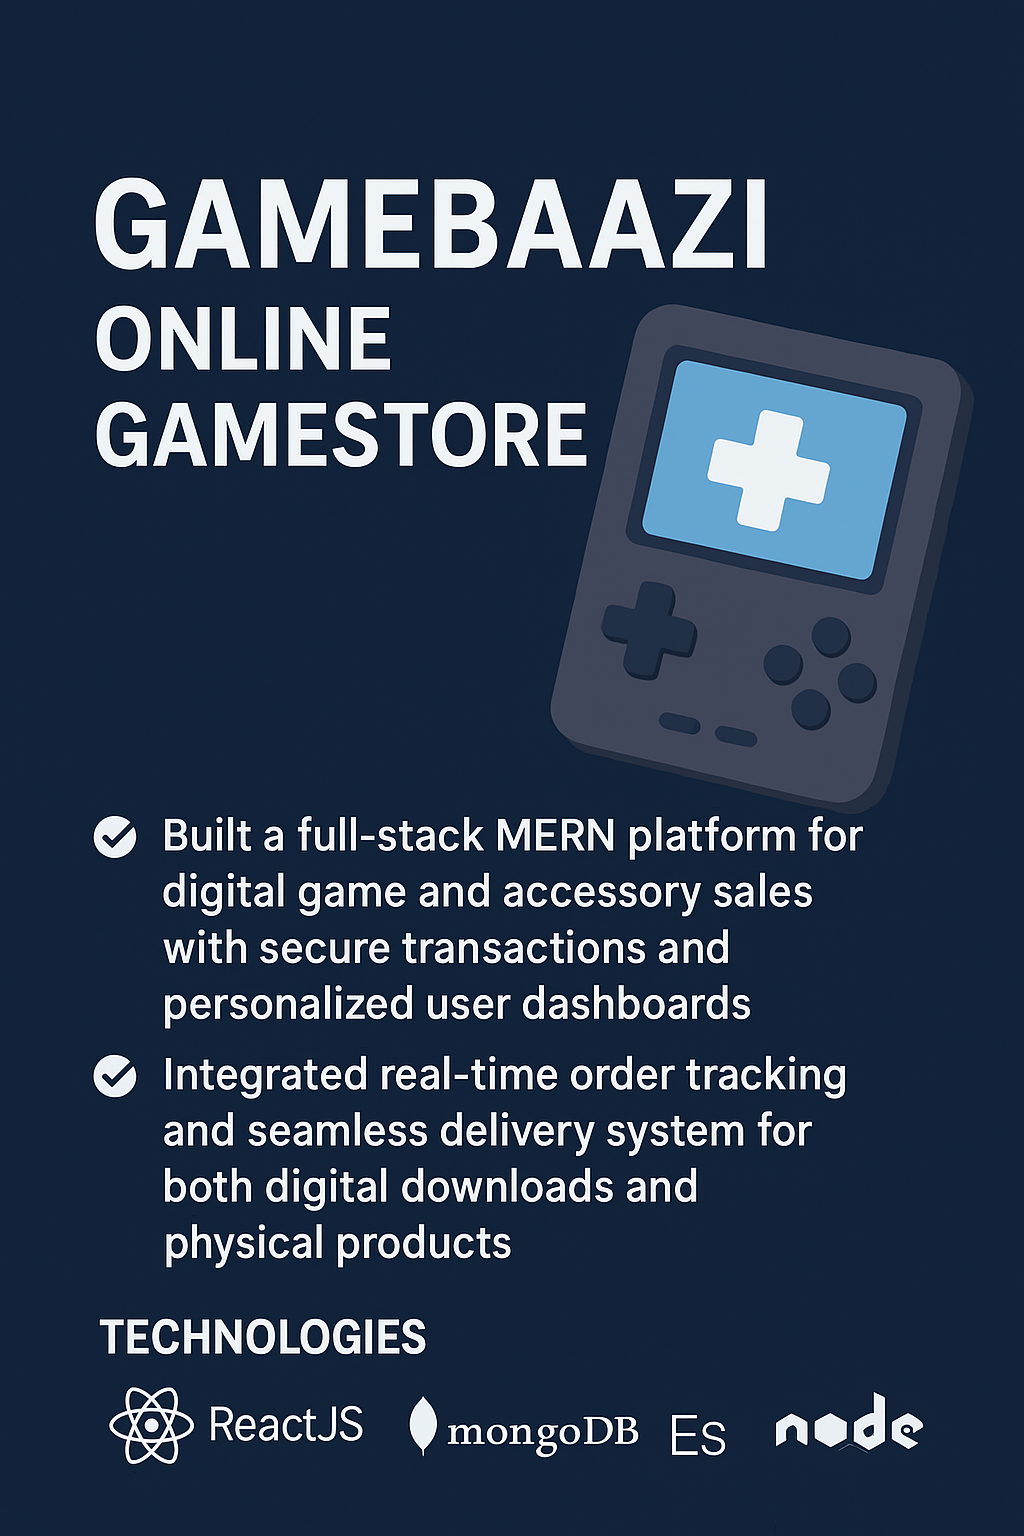 GAMEBAAZI
ONLINE
GAMESTORE
Built a full-stack MERN platform for
digital game and accessory sales
with secure transactions and
personalized user dashboards
Integrated real-time order tracking
and seamless delivery system for
both digital downloads and
physical products
TECHNOLOGIES
ReactJS mongoDB Es node